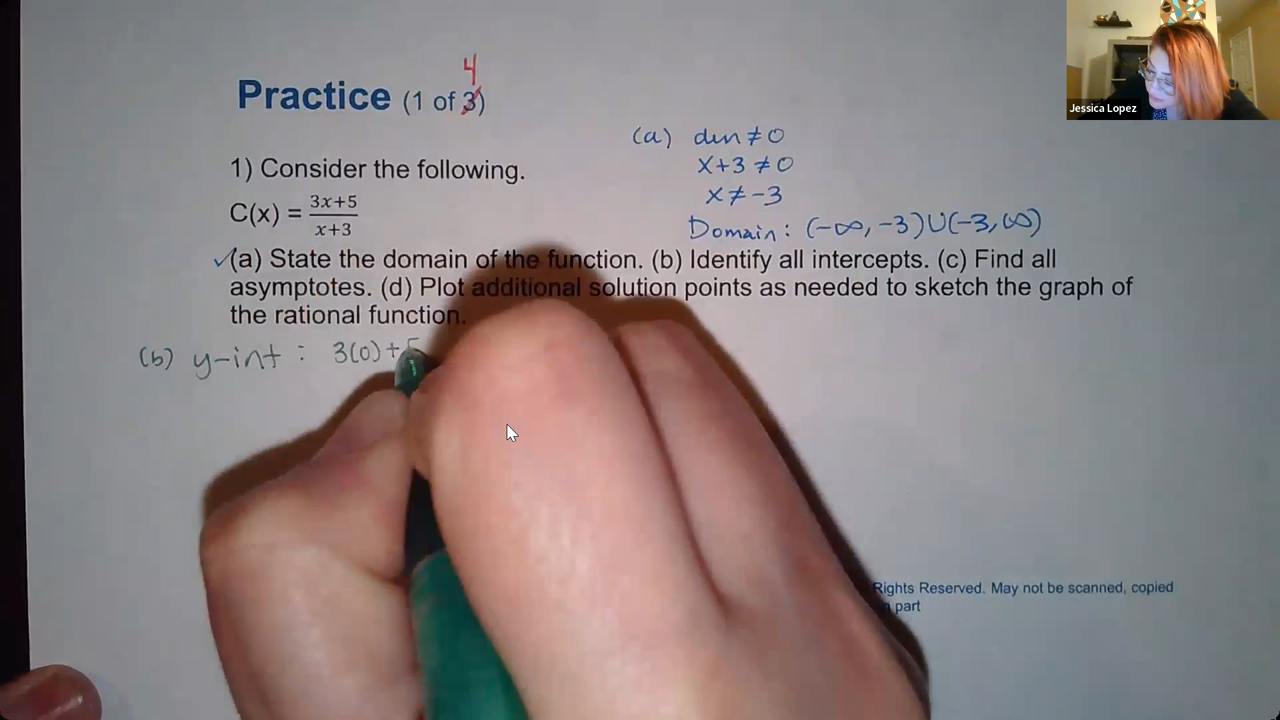 4
Practice (1 of 3)
1) Consider the following.
C(x) = 3x+5 / x+3
(a) den ≠ 0
x+3 ≠ 0
x ≠ -3
Domain: (-∞, -3)∪(-3, ∞)
✓(a) State the domain of the function. (b) Identify all intercepts. (c) Find all
asymptotes. (d) Plot additional solution points as needed to sketch the graph of
the rational function.
(b) y-int : 3(0)+5
Rights Reserved. May not be scanned, copied
part
Jessica Lopez